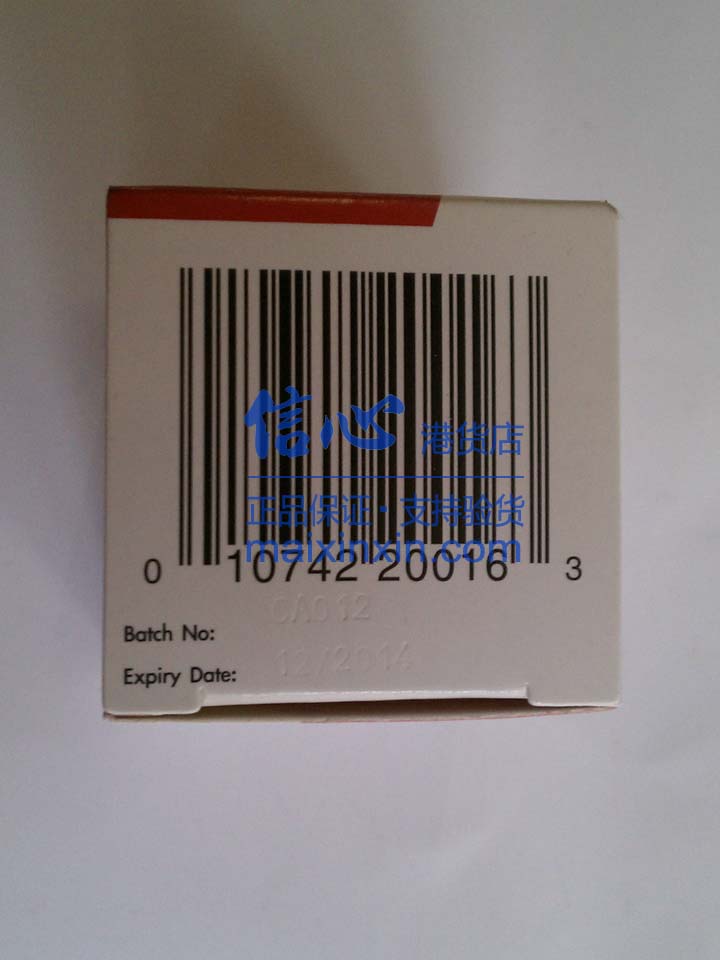 信心 港货店
正品保证·支持验货
maixinxin.com
0 10742 20016 3
Batch No: CA012
Expiry Date: 12/2014